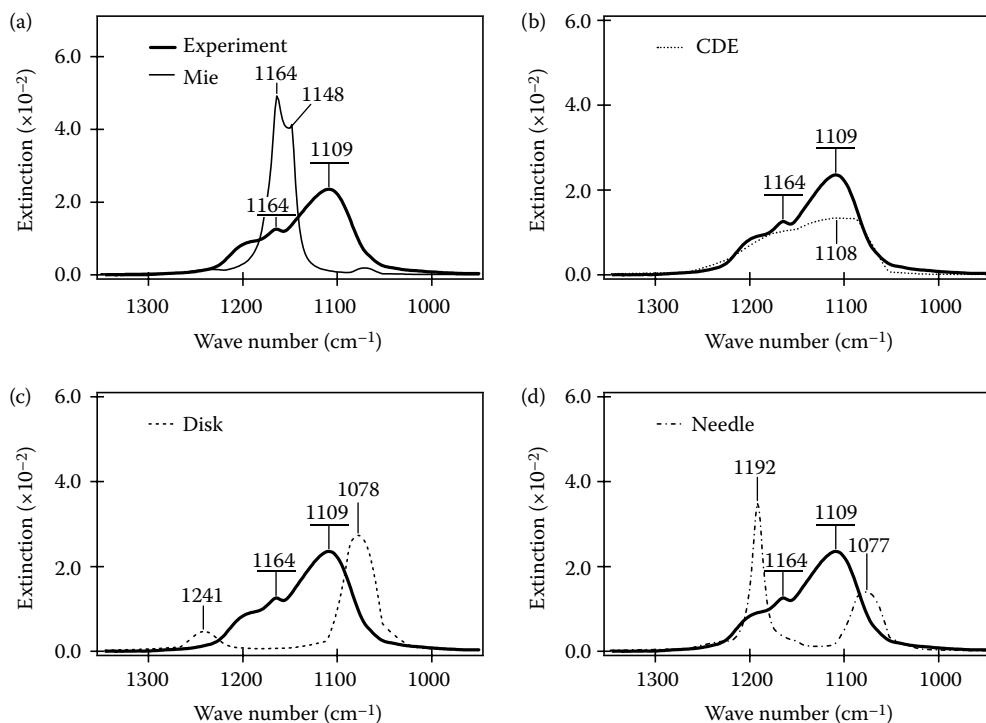 (a)
Experiment
Mie
1164
1148
1109
1164
6.0
4.0
2.0
0.0
Extinction (×10⁻²)
1300 1200 1100 1000
Wave number (cm⁻¹)
(b)
CDE
1109
1164
1108
6.0
4.0
2.0
0.0
Extinction (×10⁻²)
1300 1200 1100 1000
Wave number (cm⁻¹)
(c)
Disk
1078
1109
1164
1241
6.0
4.0
2.0
0.0
Extinction (×10⁻²)
1300 1200 1100 1000
Wave number (cm⁻¹)
(d)
Needle
1192
1109
1164
1077
6.0
4.0
2.0
0.0
Extinction (×10⁻²)
1300 1200 1100 1000
Wave number (cm⁻¹)